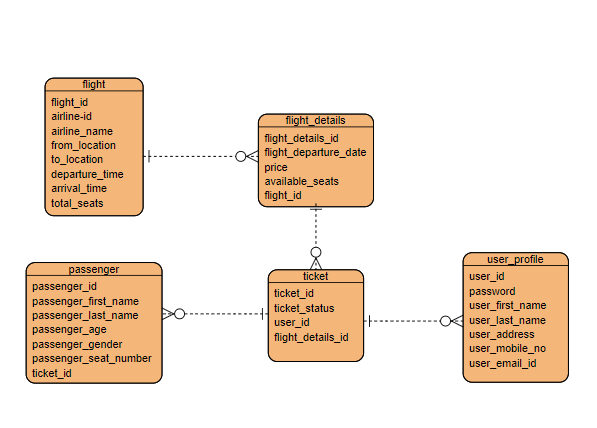 flight
flight_id
airline-id
airline_name
from_location
to_location
departure_time
arrival_time
total_seats
flight_details
flight_details_id
flight_departure_date
price
available_seats
flight_id
passenger
passenger_id
passenger_first_name
passenger_last_name
passenger_age
passenger_gender
passenger_seat_number
ticket_id
ticket
ticket_id
ticket_status
user_id
flight_details_id
user_profile
user_id
password
user_first_name
user_last_name
user_address
user_mobile_no
user_email_id